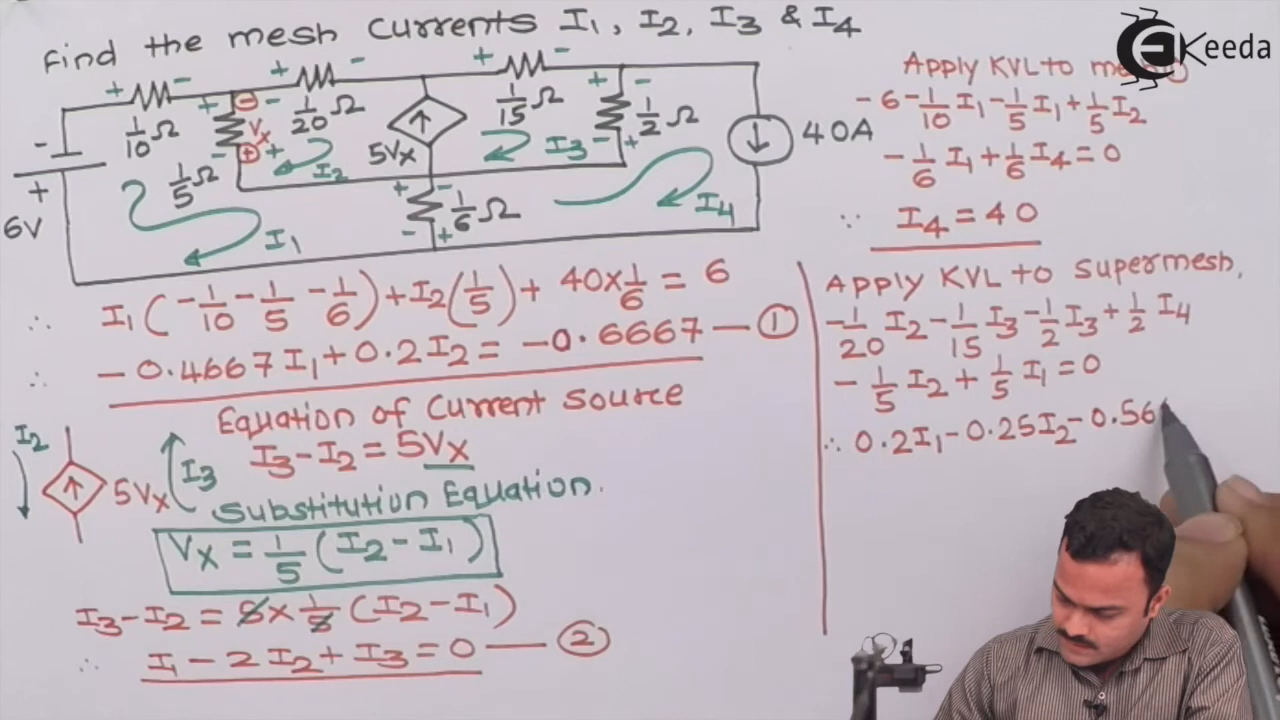 Find the mesh currents I1, I2, I3 & I4
Keeda
+ - + - + -
1/10 Ω
1/20 Ω
1/15 Ω
1/2 Ω
1/5 Ω
Vx
5Vx
40A
1/6 Ω
6V
I1
I2
I3
I4
Apply KVL to mesh 1
-6 - 1/10 I1 - 1/5 I1 + 1/5 I2
- 1/6 I1 + 1/6 I4 = 0
∵ I4 = 40
∴ I1 (-1/10 - 1/5 - 1/6) + I2 (1/5) + 40 x 1/6 = 6
∴ -0.4667 I1 + 0.2 I2 = -0.6667 — ①
Equation of Current Source
I3 - I2 = 5Vx
I2
5Vx
I3
Substitution Equation.
Vx = 1/5 (I2 - I1)
I3 - I2 = 5 x 1/5 (I2 - I1)
∴ I1 - 2 I2 + I3 = 0 — ②
Apply KVL to Supermesh,
-1/20 I2 - 1/15 I3 - 1/2 I3 + 1/2 I4
- 1/5 I2 + 1/5 I1 = 0
∴ 0.2 I1 - 0.25 I2 - 0.56